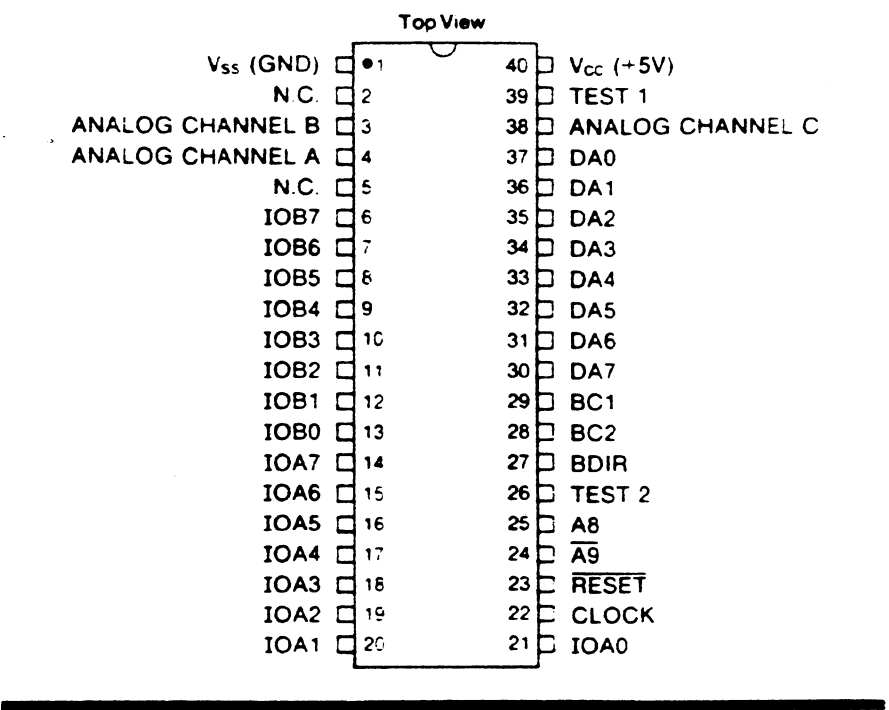 Top View
V_SS (GND) 1 40 V_CC (+5V)
N.C. 2 39 TEST 1
ANALOG CHANNEL B 3 38 ANALOG CHANNEL C
ANALOG CHANNEL A 4 37 DA0
N.C. 5 36 DA1
IOB7 6 35 DA2
IOB6 7 34 DA3
IOB5 8 33 DA4
IOB4 9 32 DA5
IOB3 10 31 DA6
IOB2 11 30 DA7
IOB1 12 29 BC1
IOB0 13 28 BC2
IOA7 14 27 BDIR
IOA6 15 26 TEST 2
IOA5 16 25 A8
IOA4 17 24 A̅9̅
IOA3 18 23 R̅E̅S̅E̅T̅
IOA2 19 22 CLOCK
IOA1 20 21 IOA0